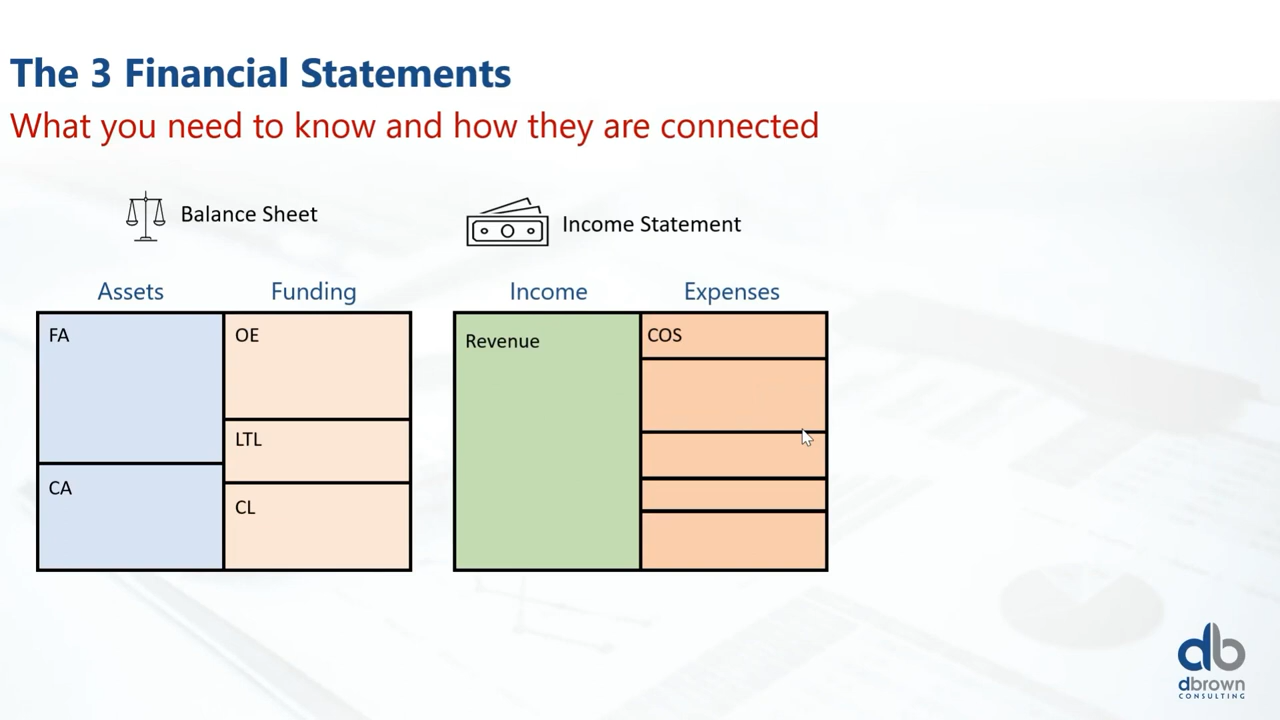 The 3 Financial Statements
What you need to know and how they are connected
Balance Sheet
Income Statement
Assets
Funding
Income
Expenses
FA
OE
LTL
CA
CL
Revenue
COS
db
dbrown
CONSULTING